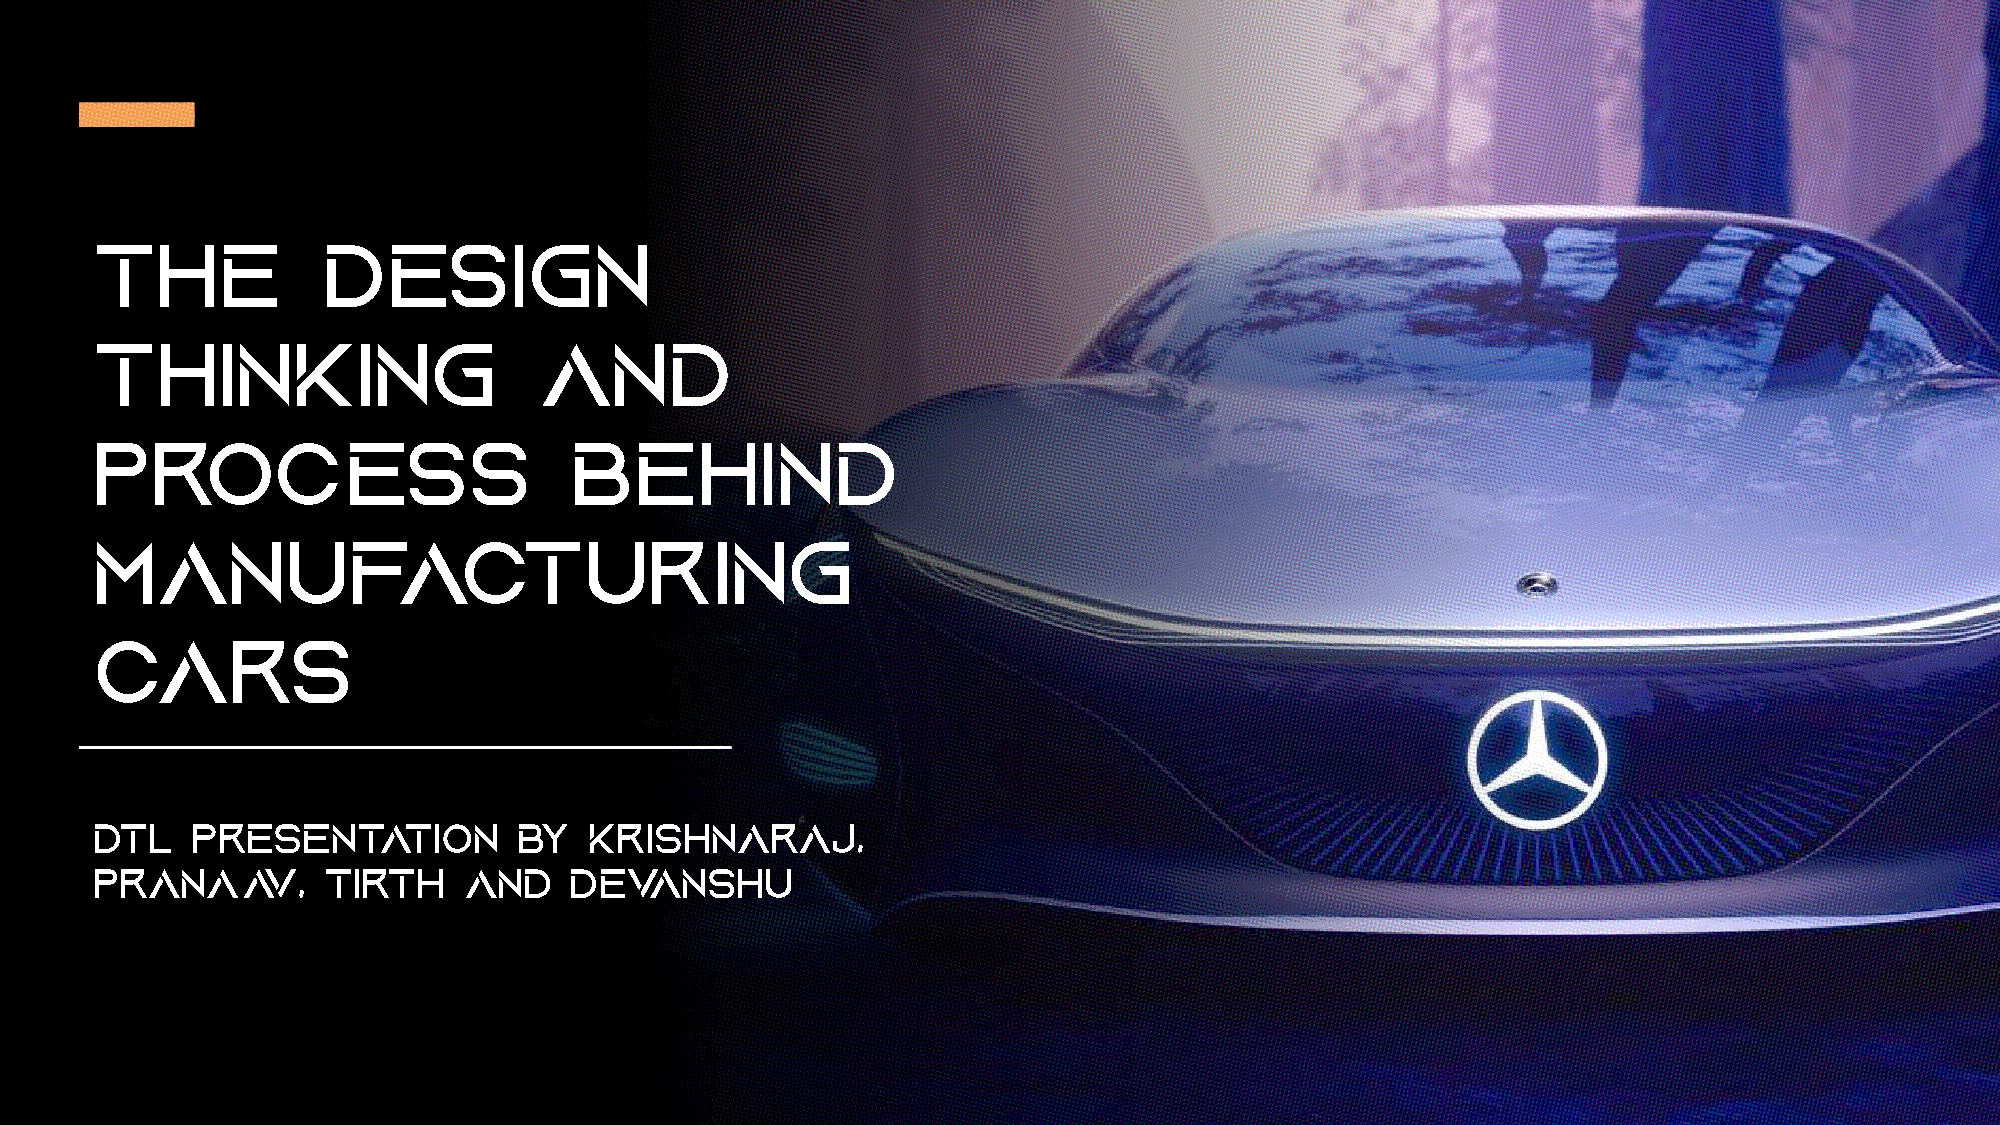 THE DESIGN
THINKING AND
PROCESS BEHIND
MANUFACTURING
CARS
DTL PRESENTATION BY KRISHNARAJ,
PRANAAV, TIRTH AND DEVANSHU